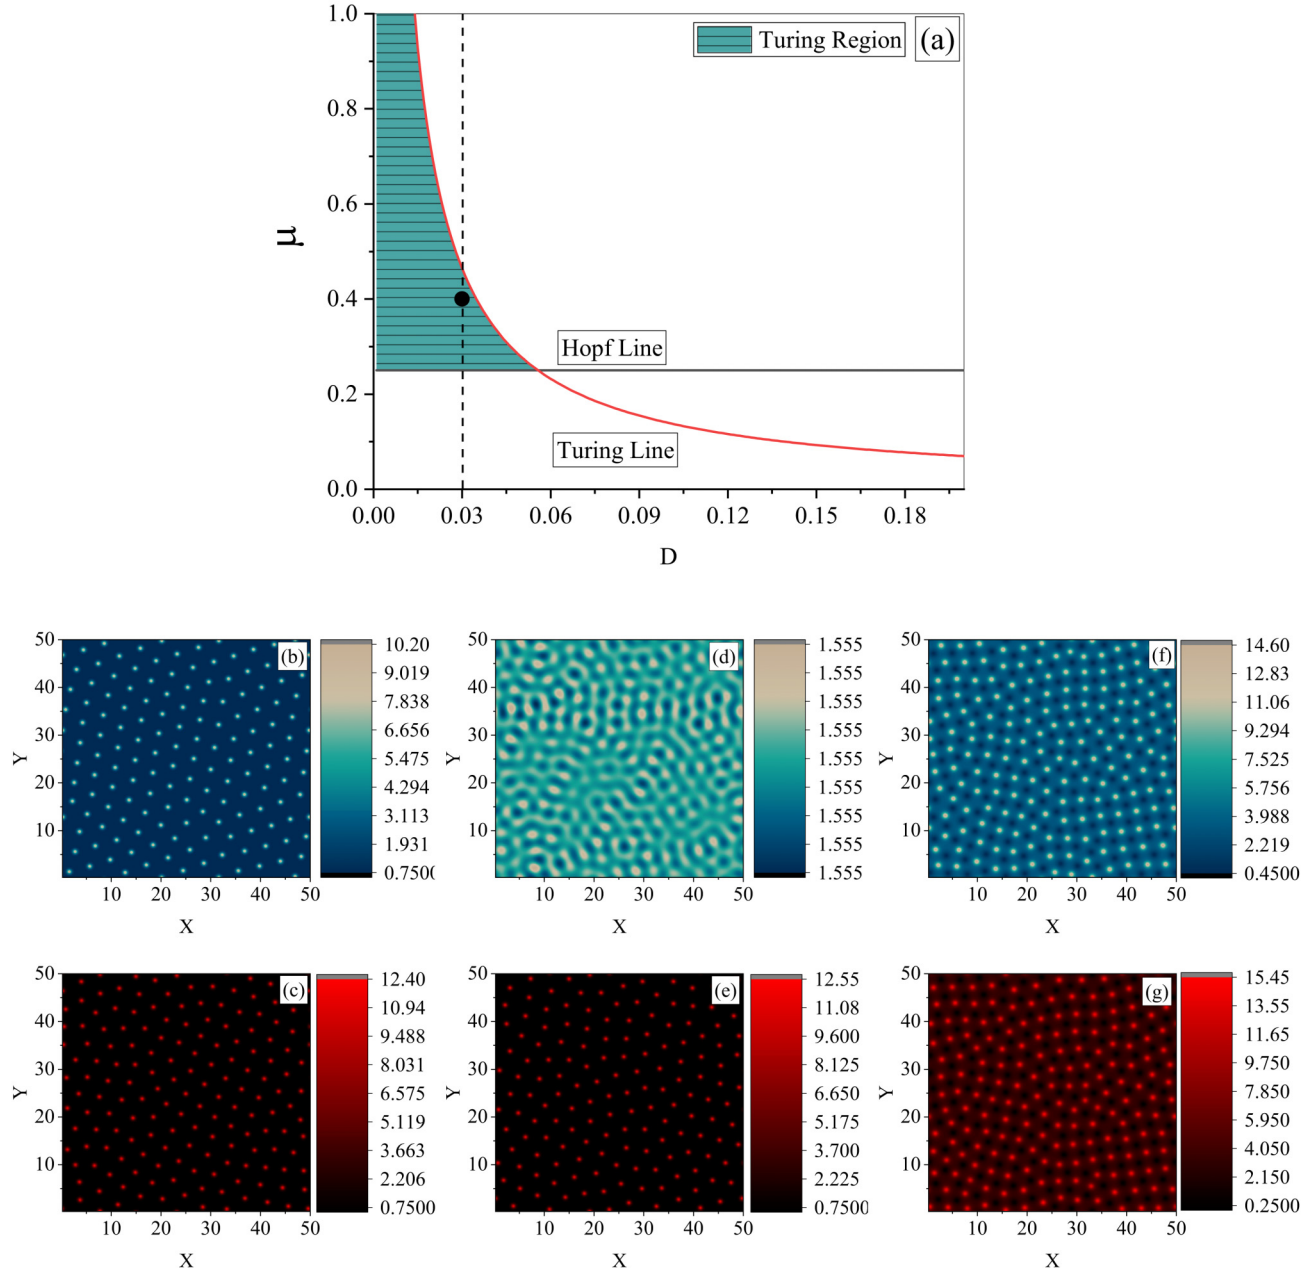 1.0
Turing Region
(a)
0.8
0.6
μ
0.4
Hopf Line
0.2
Turing Line
0.0
0.00 0.03 0.06 0.09 0.12 0.15 0.18
D
50 (b) 10.20
9.019
40 7.838
6.656
30
Y 5.475
20 4.294
3.113
10 1.931
0.7500
10 20 30 40 50
X
50 (d) 1.555
1.555
40 1.555
1.555
30
Y 1.555
20 1.555
1.555
10 1.555
1.555
10 20 30 40 50
X
50 (f) 14.60
12.83
40 11.06
9.294
30
Y 7.525
20 5.756
3.988
10 2.219
0.4500
10 20 30 40 50
X
50 (c) 12.40
10.94
40 9.488
8.031
30
Y 6.575
20 5.119
3.663
10 2.206
0.7500
10 20 30 40 50
X
50 (e) 12.55
11.08
40 9.600
8.125
30
Y 6.650
20 5.175
3.700
10 2.225
0.7500
10 20 30 40 50
X
50 (g) 15.45
13.55
40 11.65
9.750
30
Y 7.850
20 5.950
4.050
10 2.150
0.2500
10 20 30 40 50
X